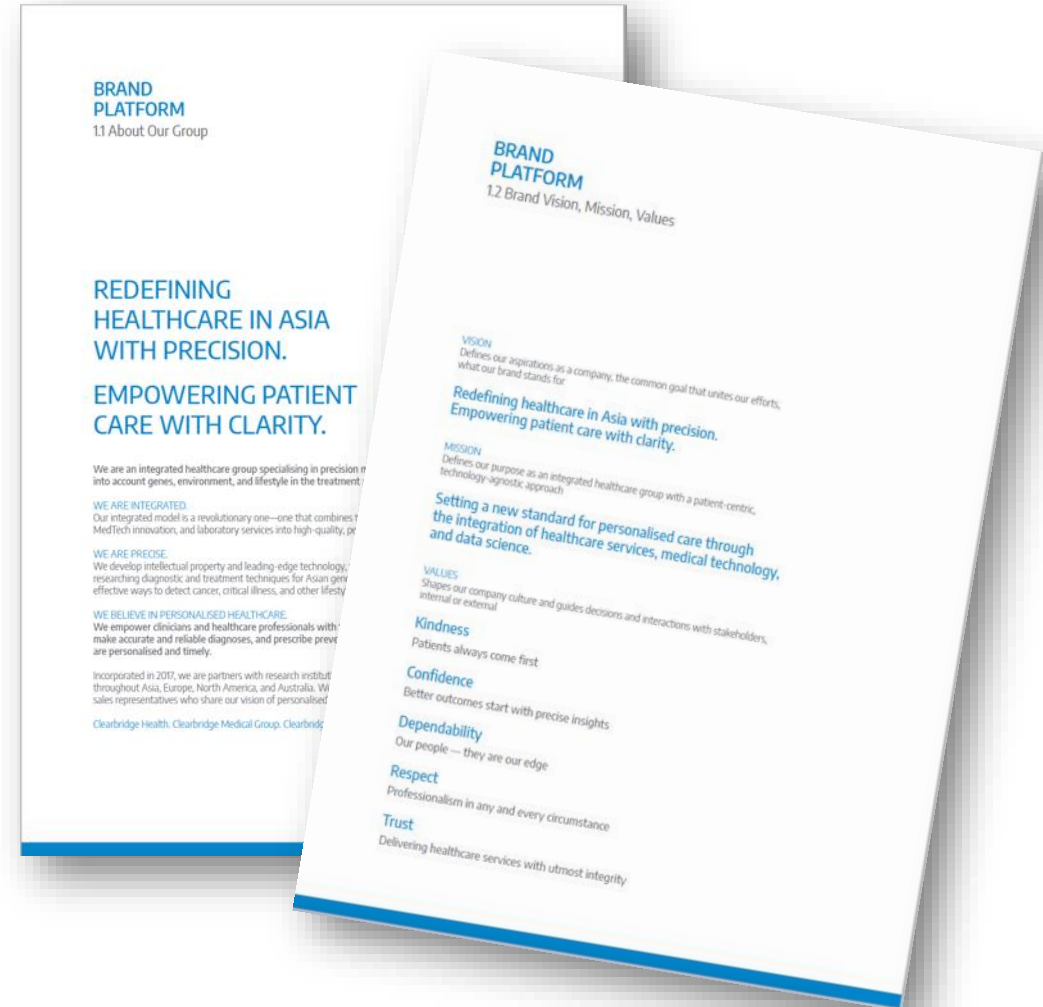 BRAND
PLATFORM
1.1 About Our Group
REDEFINING
HEALTHCARE IN ASIA
WITH PRECISION.
EMPOWERING PATIENT
CARE WITH CLARITY.
We are an integrated healthcare group specialising in precision
into account genes, environment, and lifestyle in the treatment
WE ARE INTEGRATED.
Our integrated model is a revolutionary one—one that combines
MedTech innovation, and laboratory services into high-quality,
WE ARE PRECISE.
We develop intellectual property and leading-edge technology,
researching diagnostic and treatment techniques for Asian
effective ways to detect cancer, critical illness, and other
WE BELIEVE IN PERSONALISED HEALTHCARE.
We empower clinicians and healthcare professionals with
make accurate and reliable diagnoses, and prescribe
are personalised and timely.
Incorporated in 2017, we are partners with research
throughout Asia, Europe, North America, and Australia.
sales representatives who share our vision of personalised
Clearbridge Health. Clearbridge Medical Group.
BRAND
PLATFORM
1.2 Brand Vision, Mission, Values
VISION
Defines our aspirations as a company, the common goal that unites our efforts,
what our brand stands for
Redefining healthcare in Asia with precision.
Empowering patient care with clarity.
MISSION
Defines our purpose as an integrated healthcare group with a patient-centric,
technology-agnostic approach
Setting a new standard for personalised care through
the integration of healthcare services, medical technology,
and data science.
VALUES
Shapes our company culture and guides decisions and interactions with stakeholders,
internal or external
Kindness
Patients always come first
Confidence
Better outcomes start with precise insights
Dependability
Our people — they are our edge
Respect
Professionalism in any and every circumstance
Trust
Delivering healthcare services with utmost integrity